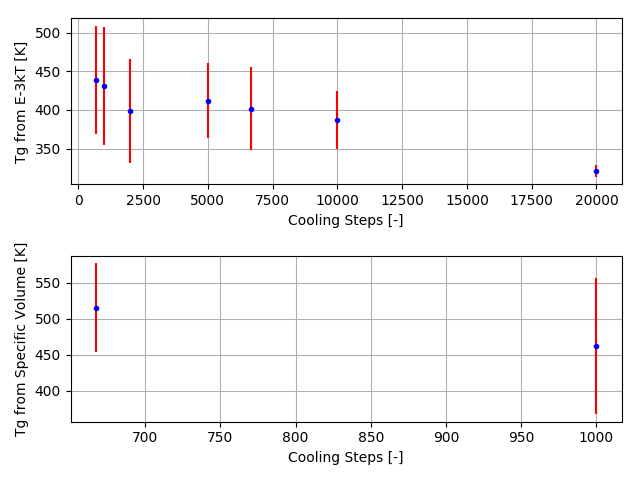 Tg from E-3kT [K]
500
450
400
350
0 2500 5000 7500 10000 12500 15000 17500 20000
Cooling Steps [-]
Tg from Specific Volume [K]
550
500
450
400
700 750 800 850 900 950 1000
Cooling Steps [-]